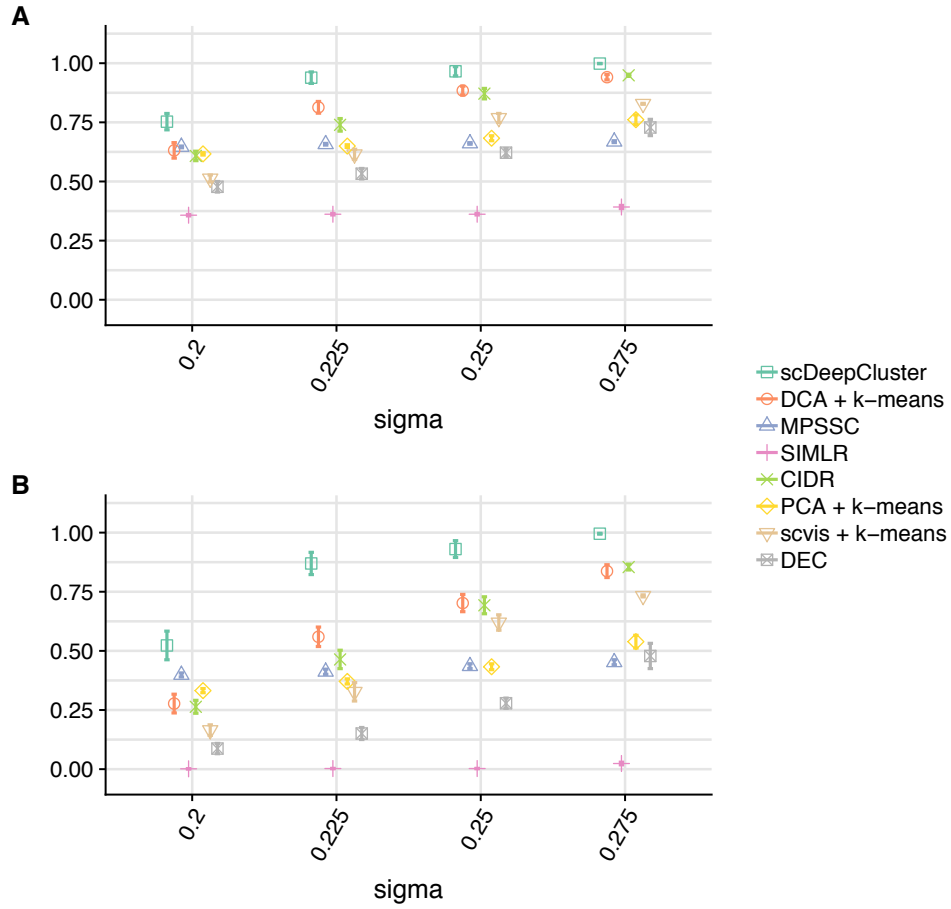 A
1.00
0.75
0.50
0.25
0.00
0.2
0.225
0.25
0.275
sigma
scDeepCluster
DCA + k−means
MPSSC
SIMLR
CIDR
PCA + k−means
scvis + k−means
DEC
B
1.00
0.75
0.50
0.25
0.00
0.2
0.225
0.25
0.275
sigma